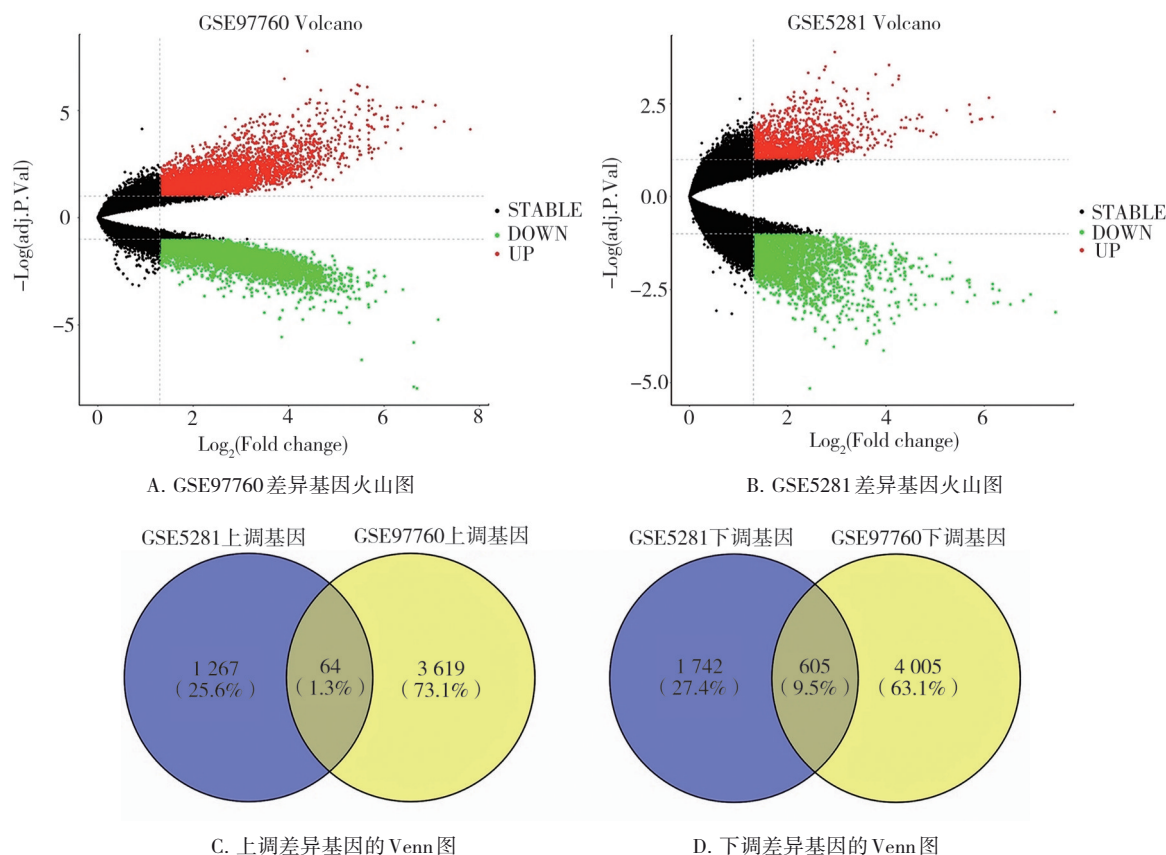 GSE97760 Volcano
5
0
−5
−Log(adj.P.Val)
0
2
4
6
8
Log2(Fold change)
STABLE
DOWN
UP
A. GSE97760差异基因火山图
GSE5281 Volcano
2.5
0.0
−2.5
−5.0
−Log(adj.P.Val)
0
2
4
6
Log2(Fold change)
STABLE
DOWN
UP
B. GSE5281差异基因火山图
GSE5281上调基因
GSE97760上调基因
1 267
(25.6%)
64
(1.3%)
3 619
(73.1%)
C. 上调差异基因的Venn图
GSE5281下调基因
GSE97760下调基因
1 742
(27.4%)
605
(9.5%)
4 005
(63.1%)
D. 下调差异基因的Venn图